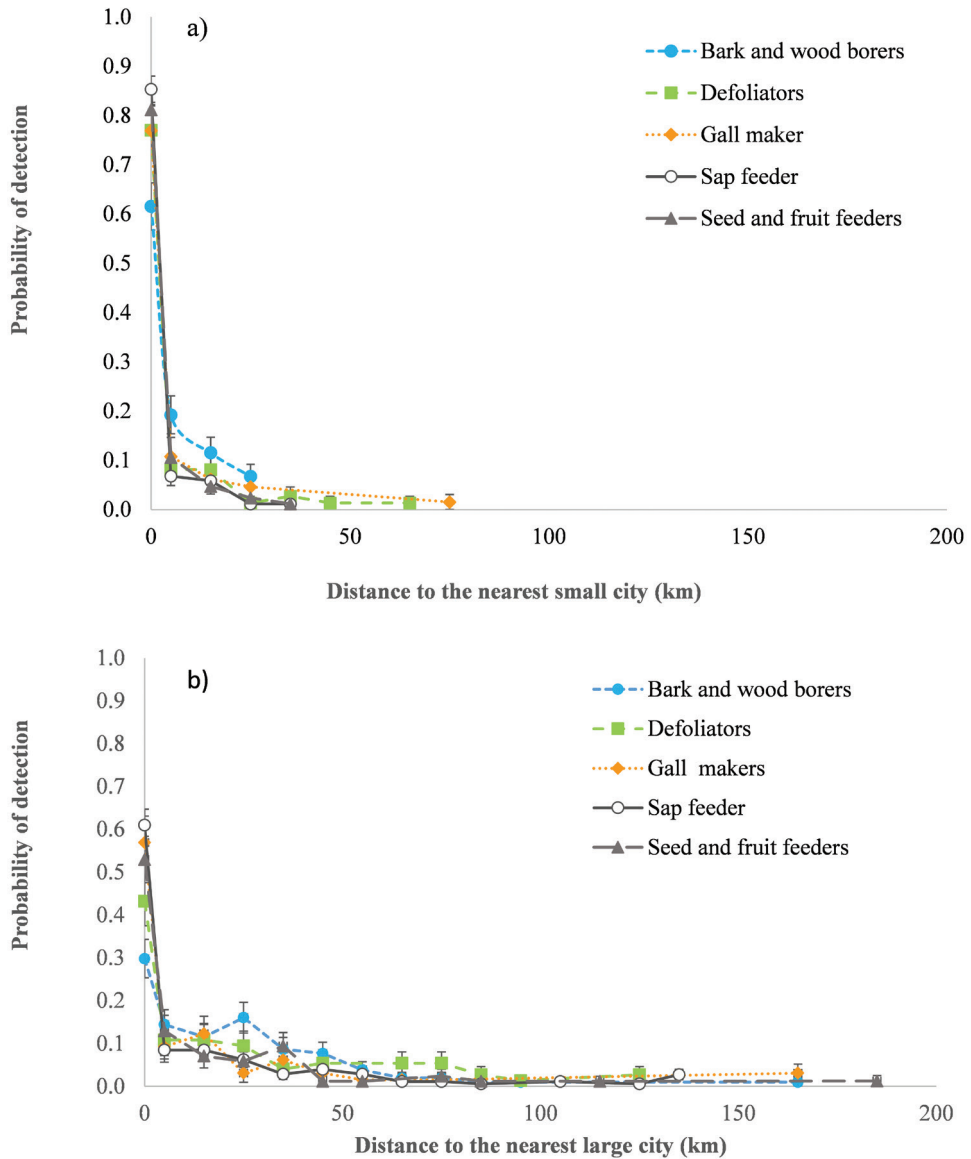 a)
1.0
0.9
0.8
0.7
0.6
0.5
0.4
0.3
0.2
0.1
0.0
Probability of detection
Bark and wood borers
Defoliators
Gall maker
Sap feeder
Seed and fruit feeders
0 50 100 150 200
Distance to the nearest small city (km)
b)
1.0
0.9
0.8
0.7
0.6
0.5
0.4
0.3
0.2
0.1
0.0
Probability of detection
Bark and wood borers
Defoliators
Gall makers
Sap feeder
Seed and fruit feeders
0 50 100 150 200
Distance to the nearest large city (km)